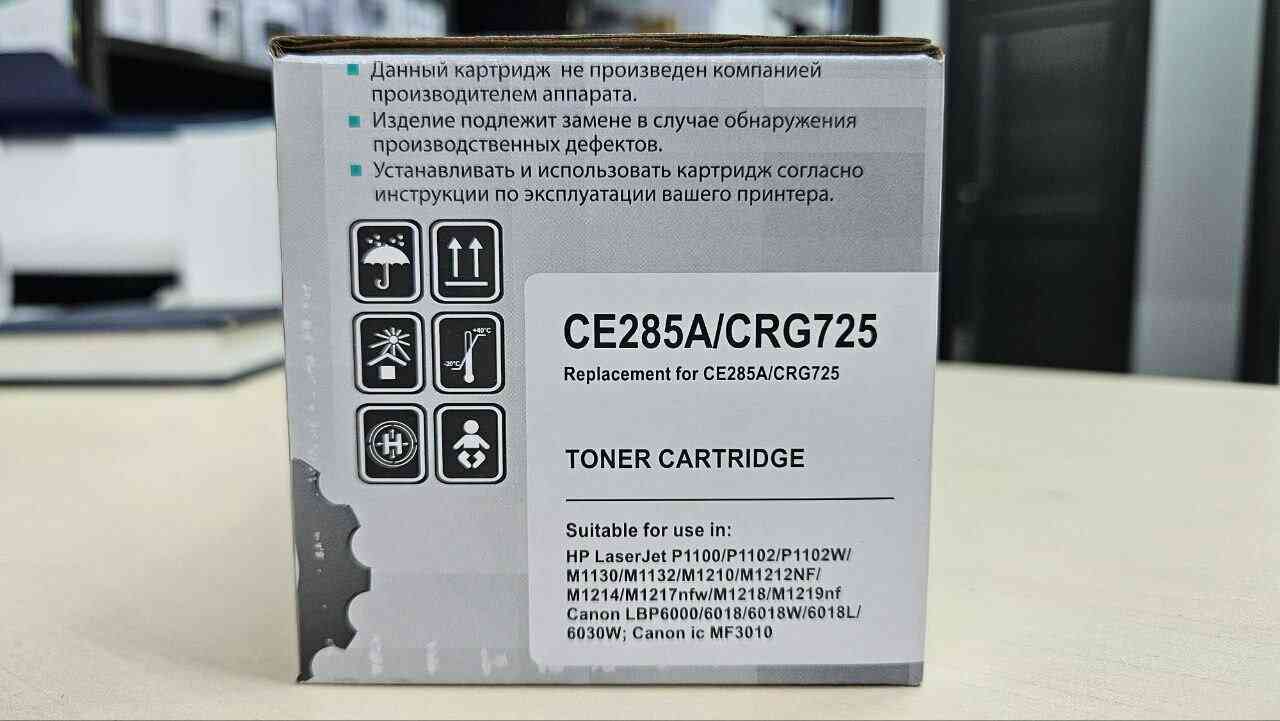 Данный картридж не произведен компанией
производителем аппарата.
Изделие подлежит замене в случае обнаружения
производственных дефектов.
Устанавливать и использовать картридж согласно
инструкции по эксплуатации вашего принтера.
+40°C
-20°C
H
CE285A/CRG725
Replacement for CE285A/CRG725
TONER CARTRIDGE
Suitable for use in:
HP LaserJet P1100/P1102/P1102W/
M1130/M1132/M1210/M1212NF/
M1214/M1217nfw/M1218/M1219nf
Canon LBP6000/6018/6018W/6018L/
6030W; Canon ic MF3010